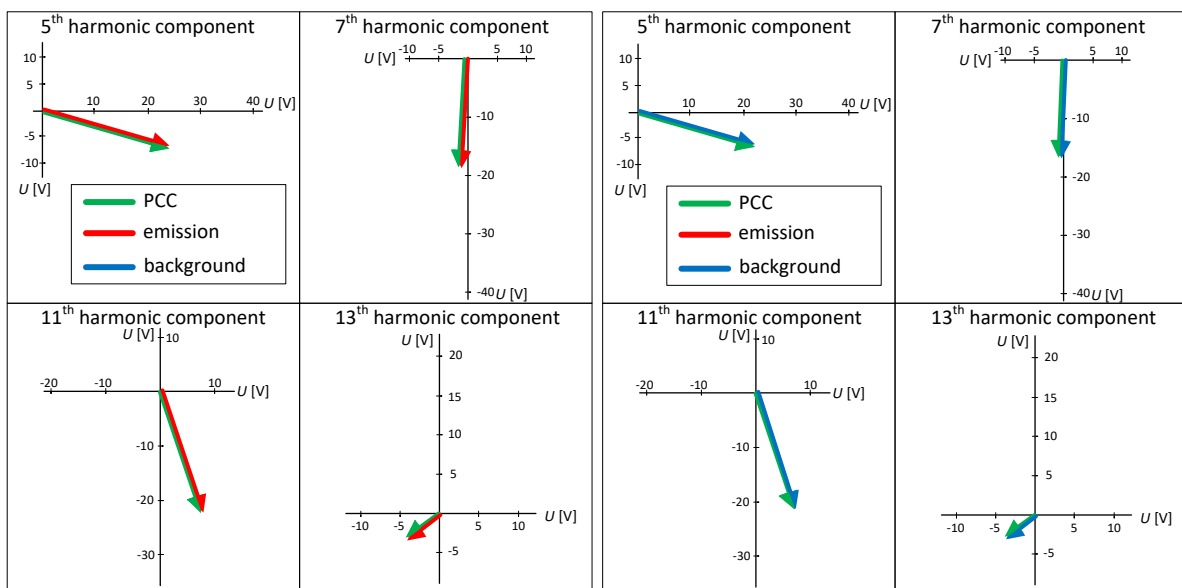 5th harmonic component
10
5
10 20 30 40 U [V]
-5
-10
U [V]
PCC
emission
background
7th harmonic component
-10 -5 5 10 U [V]
-10
-20
-30
-40 U [V]
11th harmonic component
U [V] 10
-20 -10 10 U [V]
-10
-20
-30
13th harmonic component
U [V]
20
15
10
5
-10 -5 5 10 U [V]
-5
5th harmonic component
10
5
10 20 30 40 U [V]
-5
-10
U [V]
PCC
emission
background
7th harmonic component
-10 -5 5 10 U [V]
-10
-20
-30
-40 U [V]
11th harmonic component
U [V] 10
-20 -10 10 U [V]
-10
-20
-30
13th harmonic component
U [V]
20
15
10
5
-10 -5 5 10 U [V]
-5